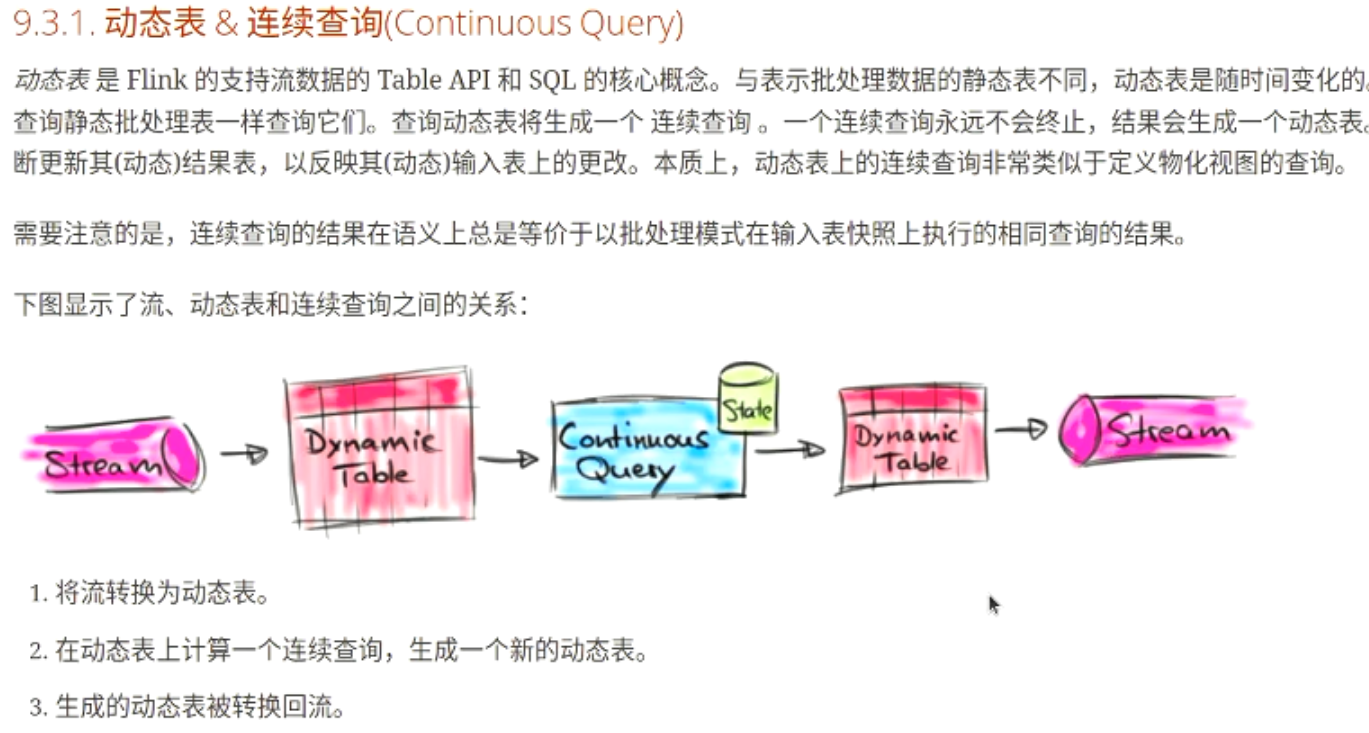 9.3.1. 动态表 & 连续查询(Continuous Query)
动态表 是 Flink 的支持流数据的 Table API 和 SQL 的核心概念。与表示批处理数据的静态表不同，动态表是随时间变化的。
查询静态批处理表一样查询它们。查询动态表将生成一个 连续查询 。一个连续查询永远不会终止，结果会生成一个动态表。
断更新其(动态)结果表，以反映其(动态)输入表上的更改。本质上，动态表上的连续查询非常类似于定义物化视图的查询。
需要注意的是，连续查询的结果在语义上总是等价于以批处理模式在输入表快照上执行的相同查询的结果。
下图显示了流、动态表和连续查询之间的关系：
Stream
Dynamic
Table
Continuous
Query
State
Dynamic
Table
Stream
1. 将流转换为动态表。
2. 在动态表上计算一个连续查询，生成一个新的动态表。
3. 生成的动态表被转换回流。